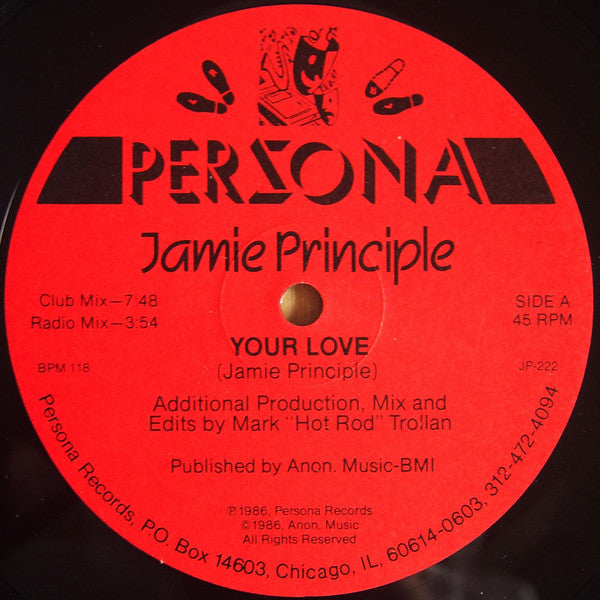 PERSONA
Jamie Principle
Club Mix—7:48
Radio Mix—3:54
SIDE A
45 RPM
YOUR LOVE
(Jamie Principle)
BPM 118
JP-222
Additional Production, Mix and
Edits by Mark "Hot Rod" Trollan
Published by Anon. Music-BMI
℗1986, Persona Records
©1986, Anon. Music
All Rights Reserved
Persona Records, P.O. Box 14603, Chicago, IL, 60614-0603, 312-472-4094